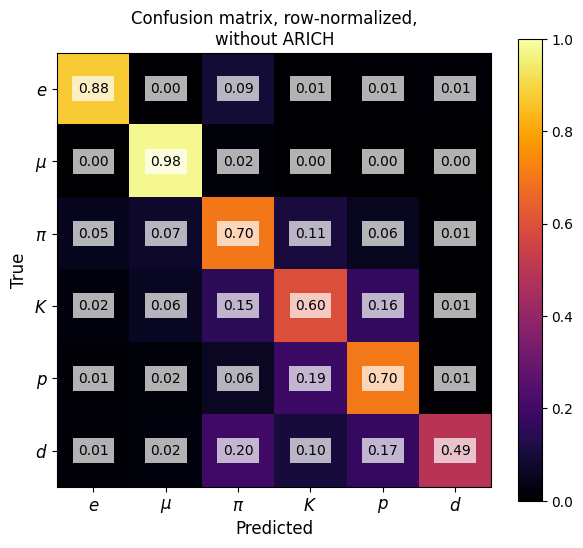 Confusion matrix, row-normalized,
without ARICH
1.0
e 0.88 0.00 0.09 0.01 0.01 0.01
μ 0.00 0.98 0.02 0.00 0.00 0.00
0.8
π 0.05 0.07 0.70 0.11 0.06 0.01
0.6
True
K 0.02 0.06 0.15 0.60 0.16 0.01
0.4
p 0.01 0.02 0.06 0.19 0.70 0.01
0.2
d 0.01 0.02 0.20 0.10 0.17 0.49
0.0
e μ π K p d
Predicted